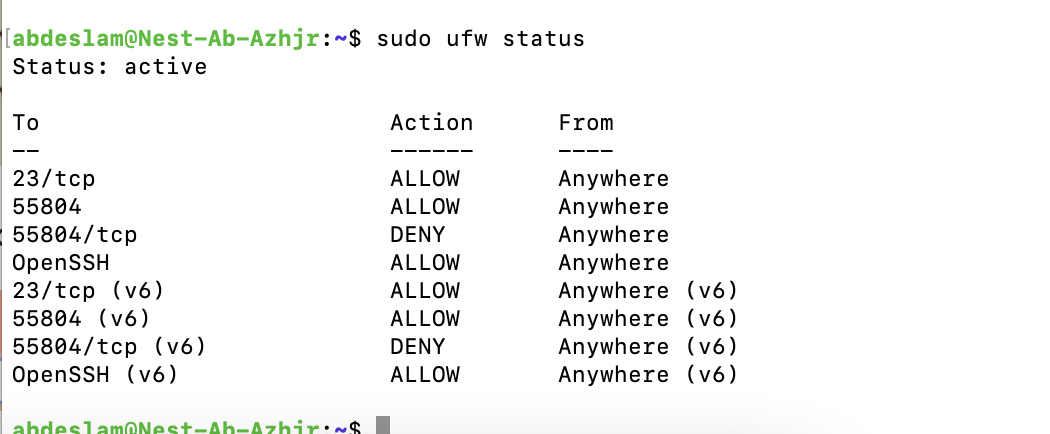 [abdeslam@Nest-Ab-Azhjr:~$ sudo ufw status
Status: active
To                         Action      From
--                         ------      ----
23/tcp                     ALLOW       Anywhere
55804                      ALLOW       Anywhere
55804/tcp                  DENY        Anywhere
OpenSSH                    ALLOW       Anywhere
23/tcp (v6)                ALLOW       Anywhere (v6)
55804 (v6)                 ALLOW       Anywhere (v6)
55804/tcp (v6)             DENY        Anywhere (v6)
OpenSSH (v6)               ALLOW       Anywhere (v6)
abdeslam@Nest-Ab-Azhjr:~$